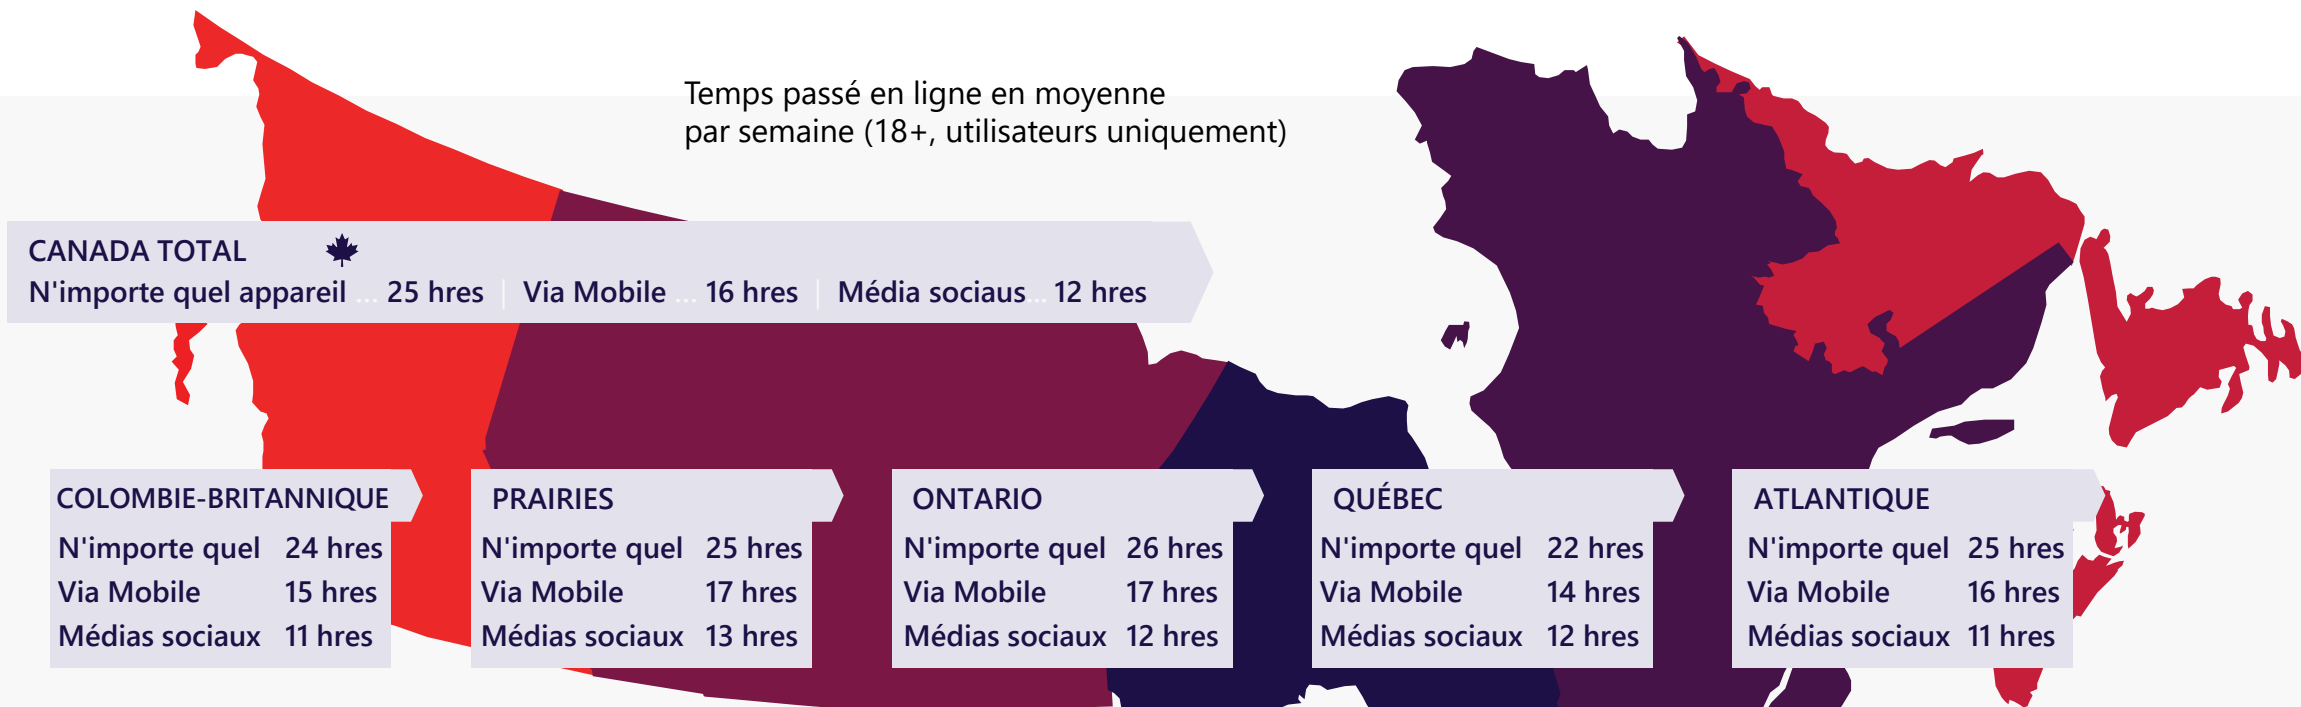 Temps passé en ligne en moyenne
par semaine (18+, utilisateurs uniquement)
CANADA TOTAL
N'importe quel appareil ... 25 hres | Via Mobile ... 16 hres | Média sociaus... 12 hres
COLOMBIE-BRITANNIQUE
N'importe quel 24 hres
Via Mobile 15 hres
Médias sociaux 11 hres
PRAIRIES
N'importe quel 25 hres
Via Mobile 17 hres
Médias sociaux 13 hres
ONTARIO
N'importe quel 26 hres
Via Mobile 17 hres
Médias sociaux 12 hres
QUÉBEC
N'importe quel 22 hres
Via Mobile 14 hres
Médias sociaux 12 hres
ATLANTIQUE
N'importe quel 25 hres
Via Mobile 16 hres
Médias sociaux 11 hres